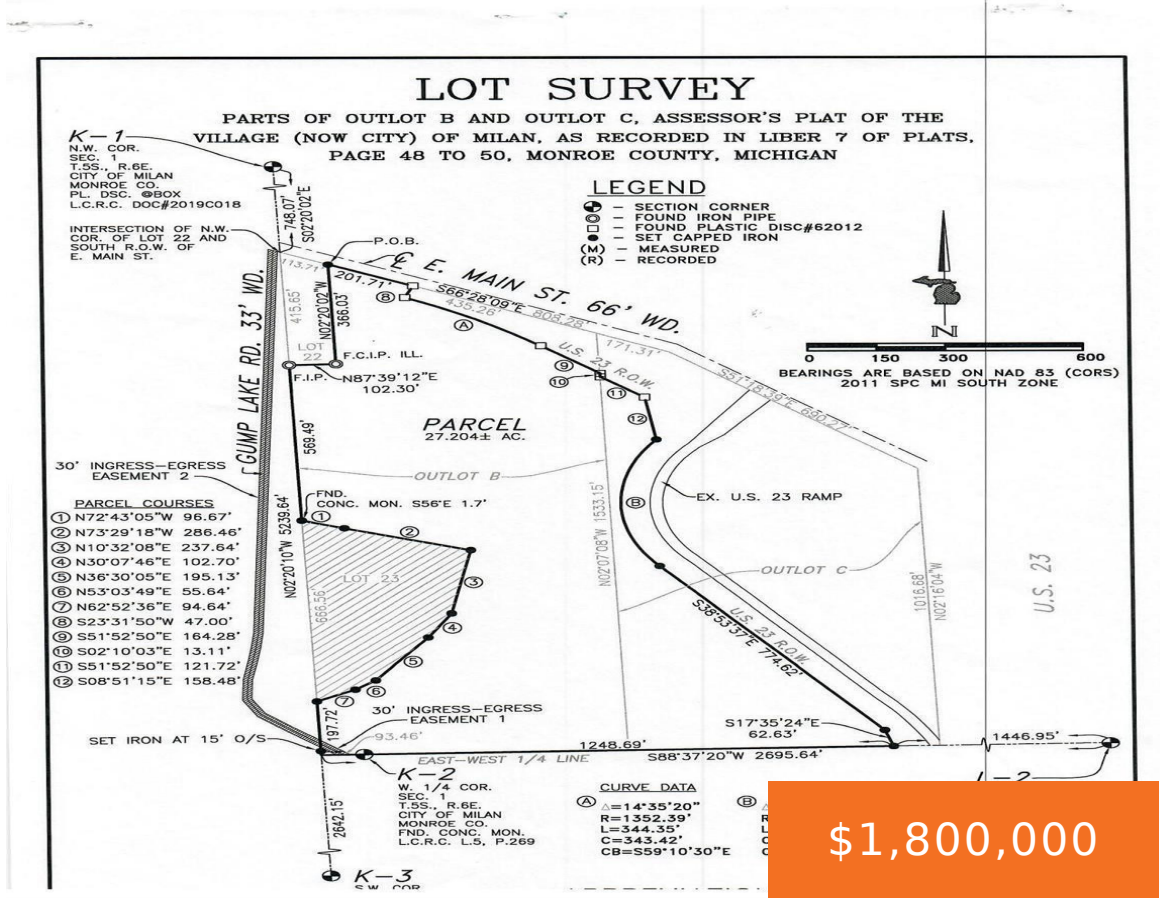 LOT SURVEY
PARTS OF OUTLOT B AND OUTLOT C, ASSESSOR'S PLAT OF THE
VILLAGE (NOW CITY) OF MILAN, AS RECORDED IN LIBER 7 OF PLATS,
PAGE 48 TO 50, MONROE COUNTY, MICHIGAN
K-1
N.W. COR.
SEC. 1
T.5S., R.6E.
CITY OF MILAN
MONROE CO.
PL. DSC. @BOX
L.C.R.C. DOC#2019C018
INTERSECTION OF N.W.
COR. OF LOT 22 AND
SOUTH R.O.W. OF
E. MAIN ST.
748.07'
S02°20'02"E
LEGEND
– SECTION CORNER
– FOUND IRON PIPE
– FOUND PLASTIC DISC#62012
– SET CAPPED IRON
(M) – MEASURED
(R) – RECORDED
P.O.B.
℄ E. MAIN ST. 66' WD.
113.71'
201.71'
S66°28'09"E
435.28'
808.28'
171.31'
S51°18'39"E 690.27'
N
0 150 300 600
BEARINGS ARE BASED ON NAD 83 (CORS)
2011 SPC MI SOUTH ZONE
GUMP LAKE RD. 33' WD.
415.65'
N02°20'02"W
366.03'
LOT
22
F.C.I.P. ILL.
F.I.P.
N87°39'12"E
102.30'
8
A
U.S. 23 R.O.W.
9
10
11
12
PARCEL
27.204± AC.
569.49'
OUTLOT B
30' INGRESS–EGRESS
EASEMENT 2
FND.
CONC. MON. S56°E 1.7'
B
EX. U.S. 23 RAMP
PARCEL COURSES
1 N72°43'05"W 96.67'
2 N73°29'18"W 286.46'
3 N10°32'08"E 237.64'
4 N30°07'46"E 102.70'
5 N36°30'05"E 195.13'
6 N53°03'49"E 55.64'
7 N62°52'36"E 94.64'
8 S23°31'50"W 47.00'
9 S51°52'50"E 164.28'
10 S02°10'03"E 13.11'
11 S51°52'50"E 121.72'
12 S08°51'15"E 158.48'
N02°20'10"W 5239.64'
1
2
3
4
5
6
7
LOT 23
666.56'
N02°07'08"W 1533.15'
OUTLOT C
1016.68'
N02°16'04"W
U.S. 23
U.S. 23 R.O.W.
S38°53'37"E 774.62'
30' INGRESS–EGRESS
EASEMENT 1
197.72'
93.46'
SET IRON AT 15' O/S
S17°35'24"E
62.63'
1248.69'
1446.95'
EAST–WEST 1/4 LINE
S88°37'20"W 2695.64'
K-2
W. 1/4 COR.
SEC. 1
T.5S., R.6E.
CITY OF MILAN
MONROE CO.
FND. CONC. MON.
L.C.R.C. L.5, P.269
2642.15'
K-3
S.W. COR.
CURVE DATA
A △=14°35'20"
R=1352.39'
L=344.35'
C=343.42'
CB=S59°10'30"E
B
$1,800,000